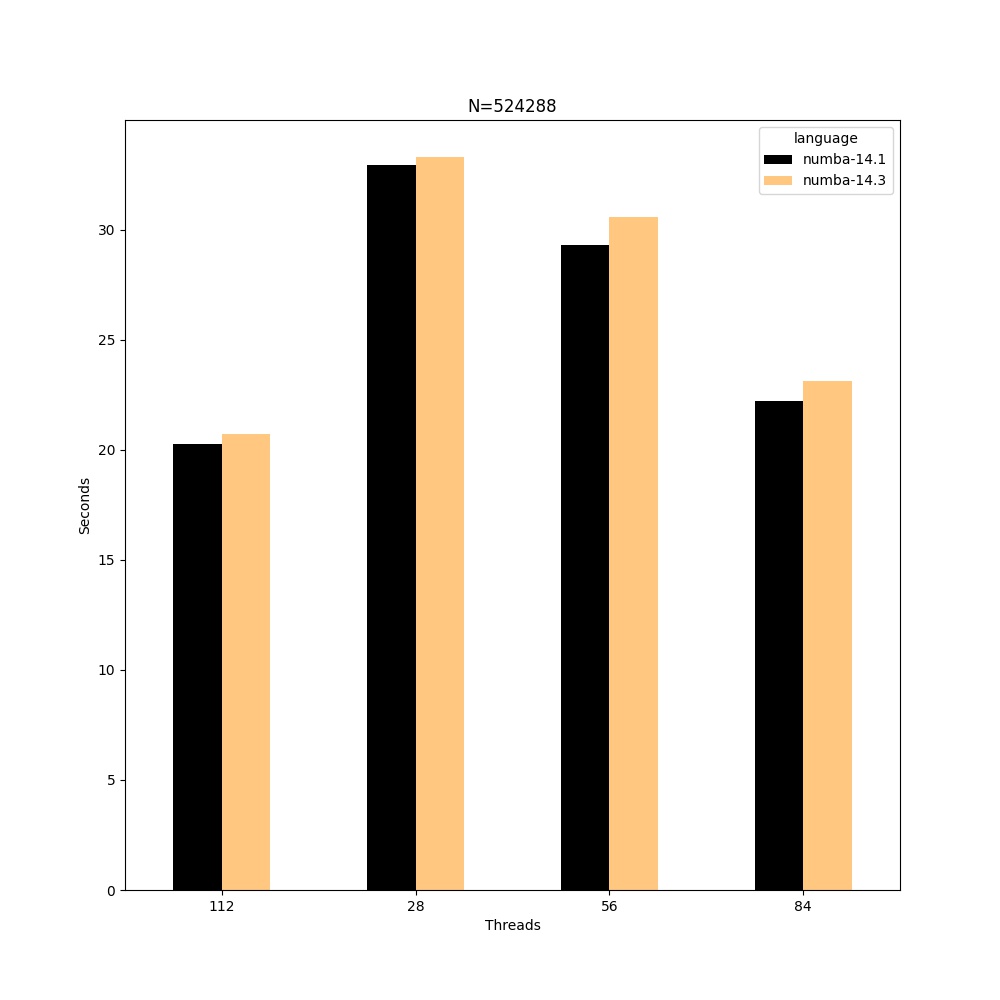 N=524288
language
numba-14.1
numba-14.3
Seconds
30
25
20
15
10
5
0
112 28 56 84
Threads